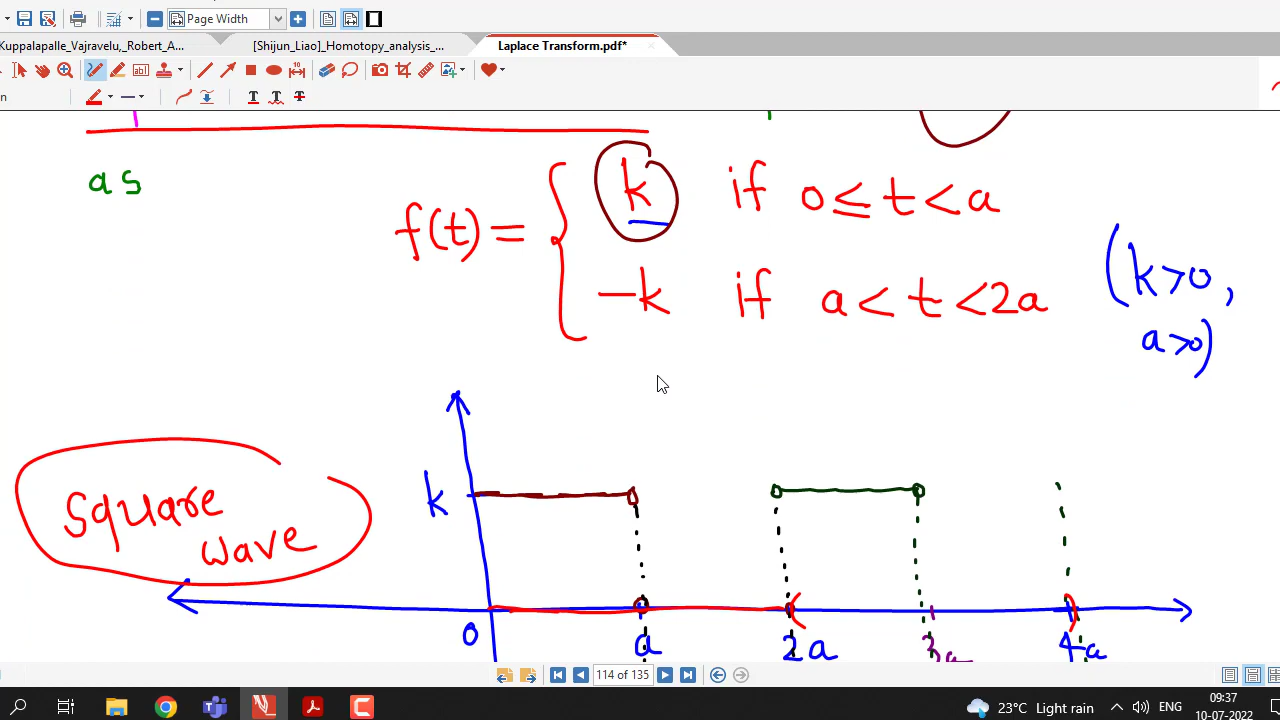 Page Width
Kuppalapalle_Vajravelu,_Robert_A... [Shijun_Liao]_Homotopy_analysis_... Laplace Transform.pdf*
n
as
f(t) = { k if 0 ≤ t < a
-k if a < t < 2a
(k>0,
a>0)
k
Square
wave
0 a 2a 3a 4a
114 of 135
23°C Light rain ENG 09:37
10-07-2022